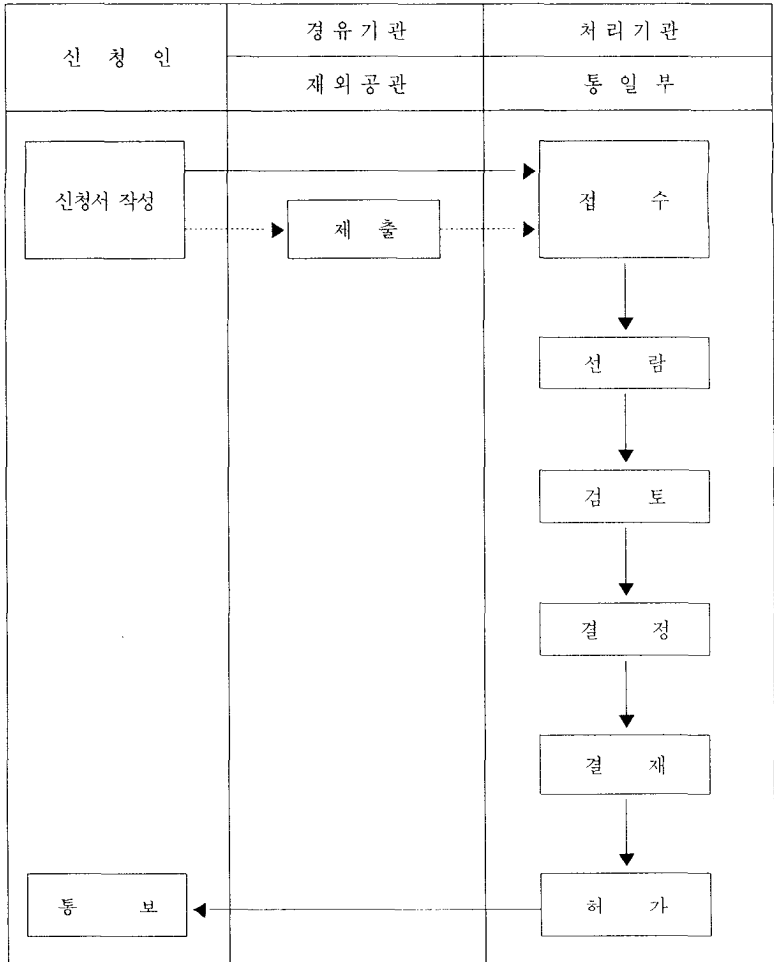 신 청 인
경 유 기 관
처 리 기 관
재 외 공 관
통 일 부
신청서 작성
접 수
제 출
선 람
검 토
결 정
결 재
통 보
허 가